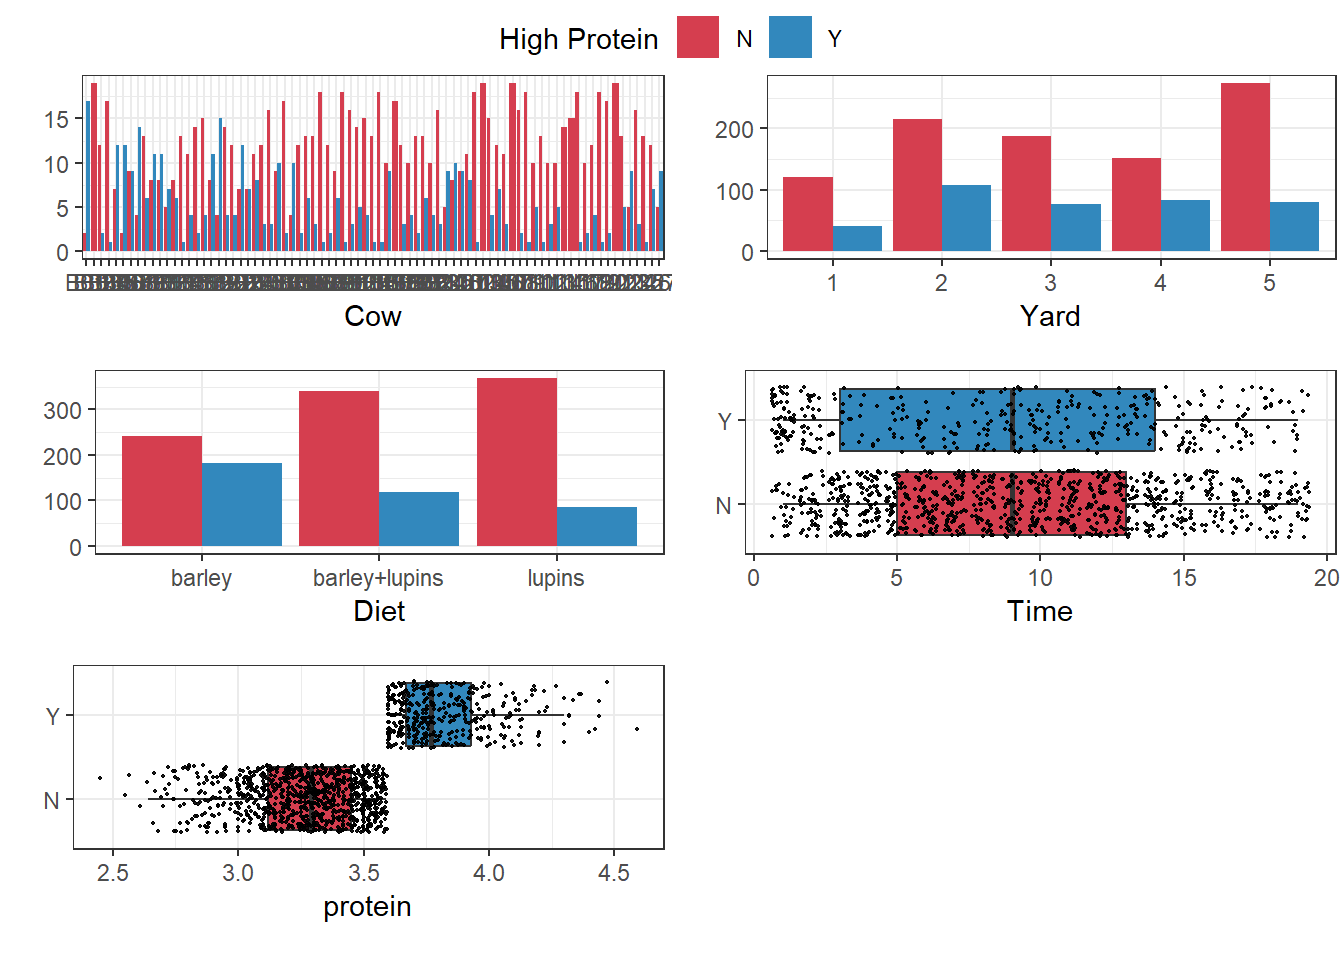 High Protein N Y
15
10
5
0
Cow
200
100
0
1 2 3 4 5
Yard
300
200
100
0
barley barley+lupins lupins
Diet
Y
N
0 5 10 15 20
Time
Y
N
2.5 3.0 3.5 4.0 4.5
protein